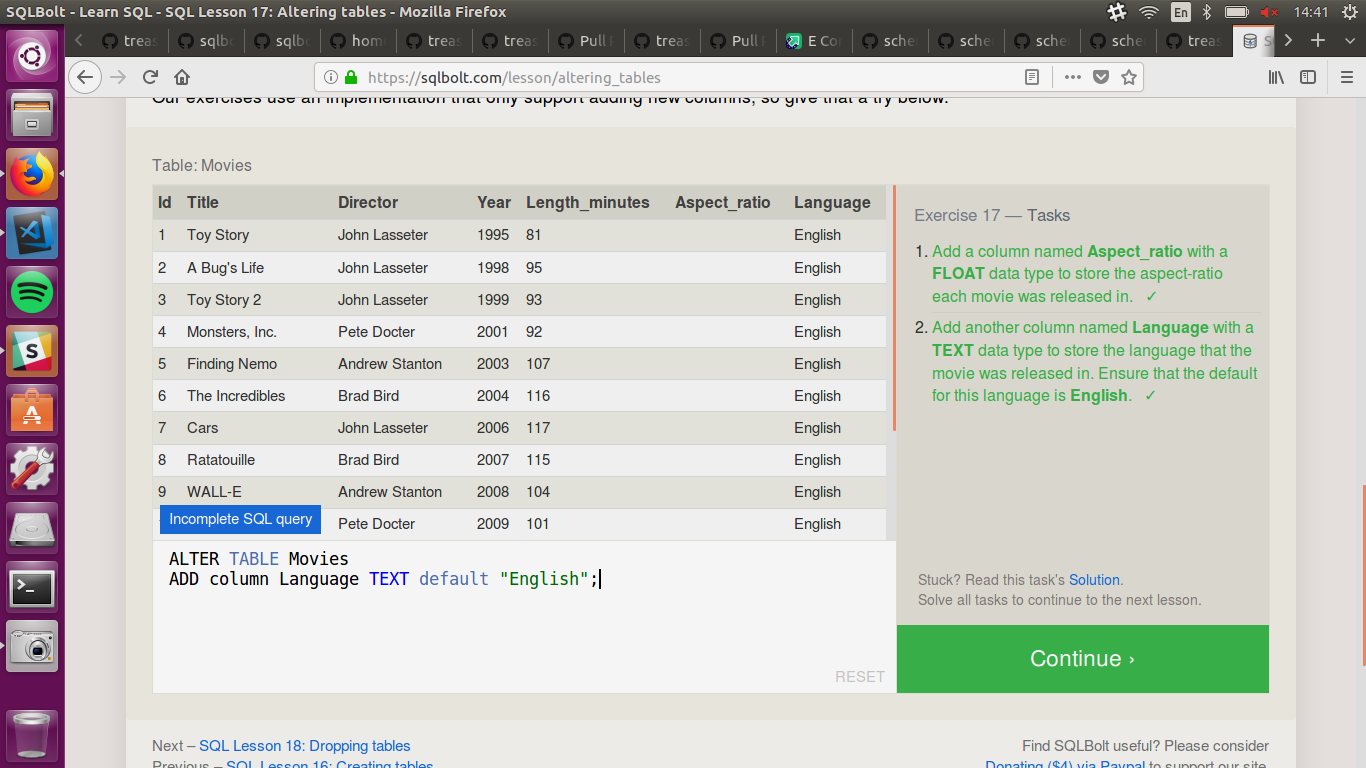 SQLBolt - Learn SQL - SQL Lesson 17: Altering tables - Mozilla Firefox
En
14:41
treas
sqlb
sqlb
hom
treas
treas
Pull
treas
Pull
E Co
sche
sche
sche
sche
treas
S
https://sqlbolt.com/lesson/altering_tables
Our exercises use an implementation that only support adding new columns, so give that a try below.
Table: Movies
Id Title Director Year Length_minutes Aspect_ratio Language
1 Toy Story John Lasseter 1995 81 English
2 A Bug's Life John Lasseter 1998 95 English
3 Toy Story 2 John Lasseter 1999 93 English
4 Monsters, Inc. Pete Docter 2001 92 English
5 Finding Nemo Andrew Stanton 2003 107 English
6 The Incredibles Brad Bird 2004 116 English
7 Cars John Lasseter 2006 117 English
8 Ratatouille Brad Bird 2007 115 English
9 WALL-E Andrew Stanton 2008 104 English
Pete Docter 2009 101 English
Incomplete SQL query
ALTER TABLE Movies
ADD column Language TEXT default "English";
RESET
Exercise 17 — Tasks
1. Add a column named Aspect_ratio with a
FLOAT data type to store the aspect-ratio
each movie was released in. ✓
2. Add another column named Language with a
TEXT data type to store the language that the
movie was released in. Ensure that the default
for this language is English. ✓
Stuck? Read this task's Solution.
Solve all tasks to continue to the next lesson.
Continue ›
Next – SQL Lesson 18: Dropping tables
Previous – SQL Lesson 16: Creating tables
Find SQLBolt useful? Please consider
Donating ($4) via Paypal to support our site.